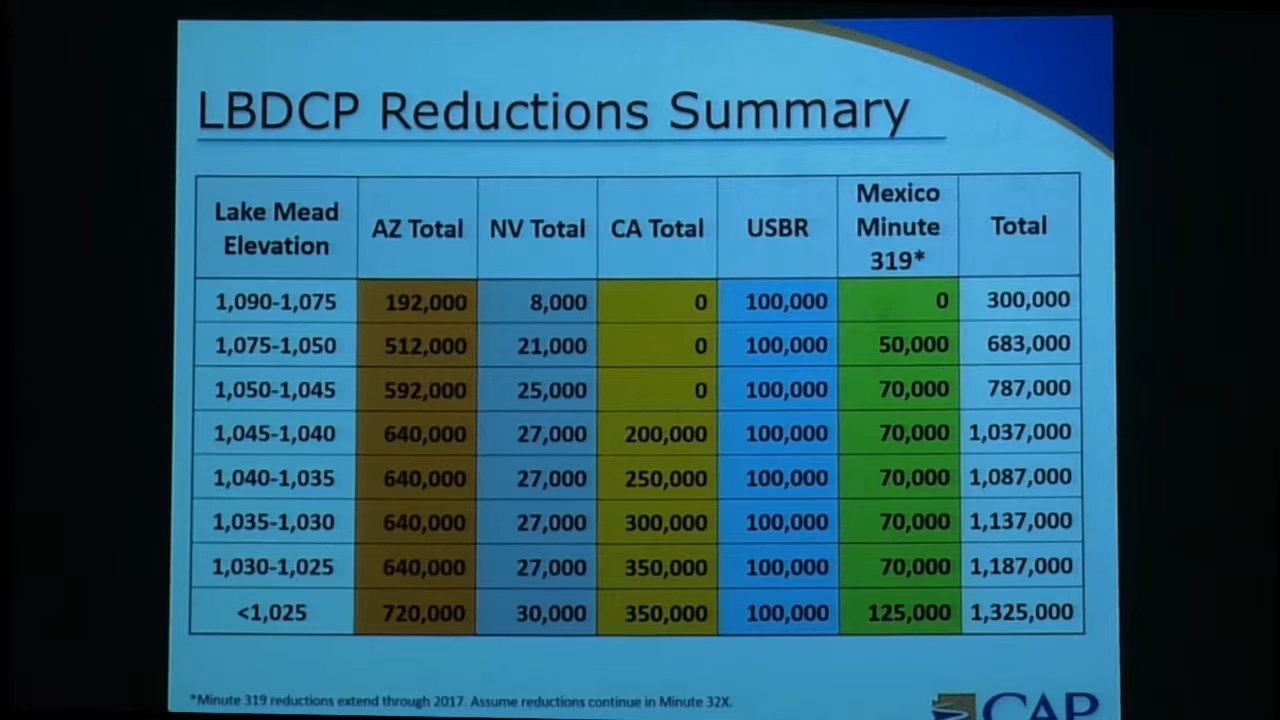 LBDCP Reductions Summary
Lake Mead Elevation AZ Total NV Total CA Total USBR Mexico Minute 319* Total
1,090-1,075 192,000 8,000 0 100,000 0 300,000
1,075-1,050 512,000 21,000 0 100,000 50,000 683,000
1,050-1,045 592,000 25,000 0 100,000 70,000 787,000
1,045-1,040 640,000 27,000 200,000 100,000 70,000 1,037,000
1,040-1,035 640,000 27,000 250,000 100,000 70,000 1,087,000
1,035-1,030 640,000 27,000 300,000 100,000 70,000 1,137,000
1,030-1,025 640,000 27,000 350,000 100,000 70,000 1,187,000
<1,025 720,000 30,000 350,000 100,000 125,000 1,325,000
*Minute 319 reductions extend through 2017. Assume reductions continue in Minute 32X.
CAP